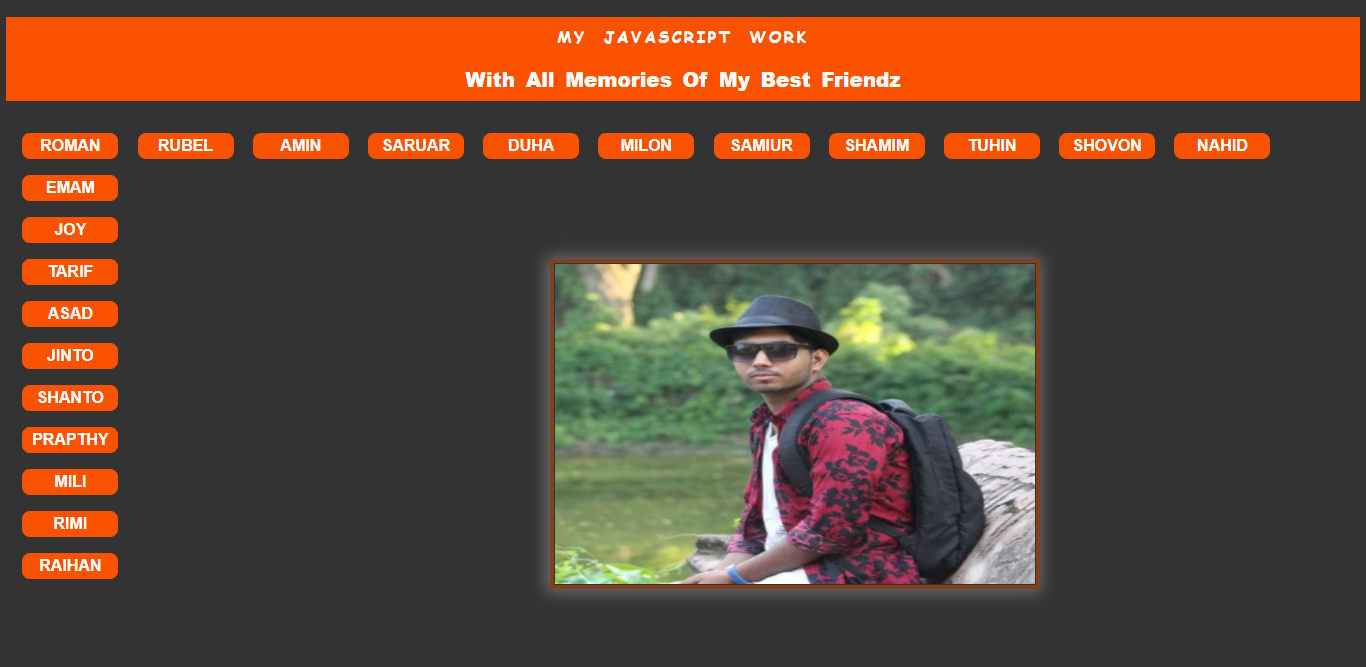 MY JAVASCRIPT WORK
With All Memories Of My Best Friendz
ROMAN RUBEL AMIN SARUAR DUHA MILON SAMIUR SHAMIM TUHIN SHOVON NAHID
EMAM
JOY
TARIF
ASAD
JINTO
SHANTO
PRAPTHY
MILI
RIMI
RAIHAN